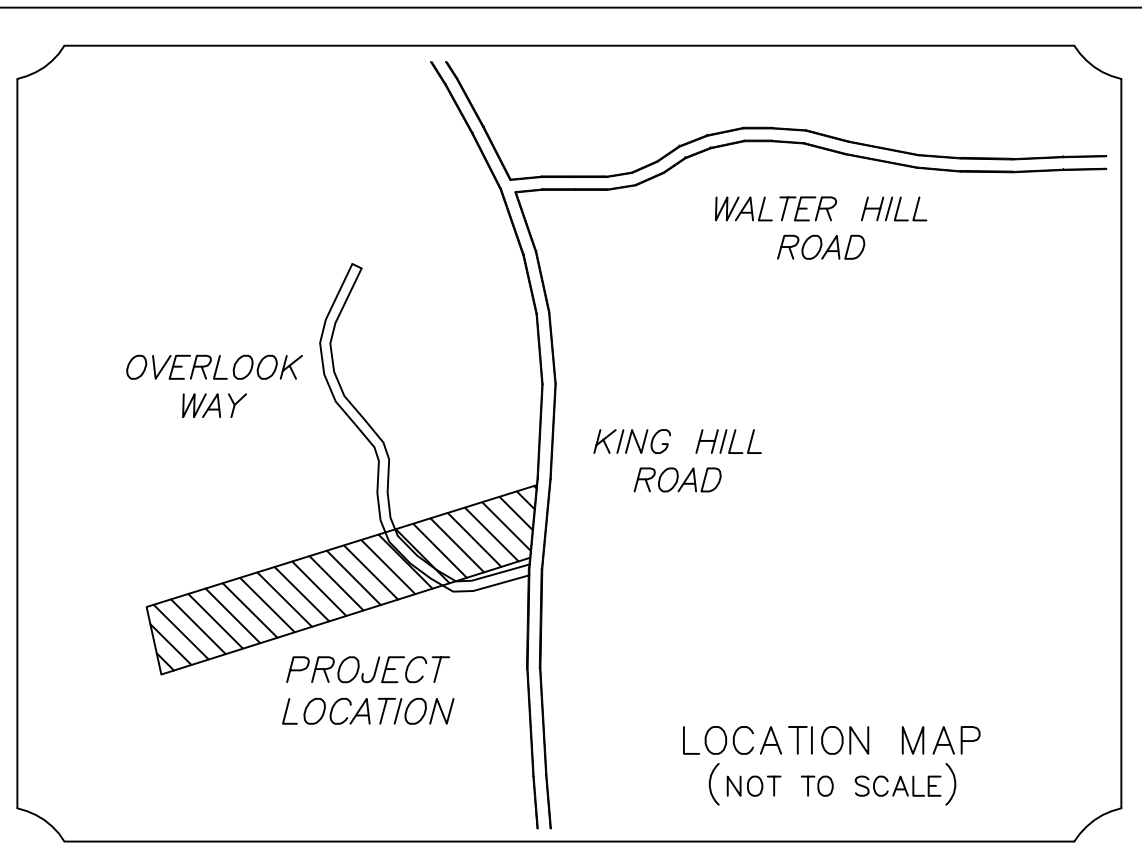 WALTER HILL
ROAD
OVERLOOK
WAY
KING HILL
ROAD
PROJECT
LOCATION
LOCATION MAP
(NOT TO SCALE)